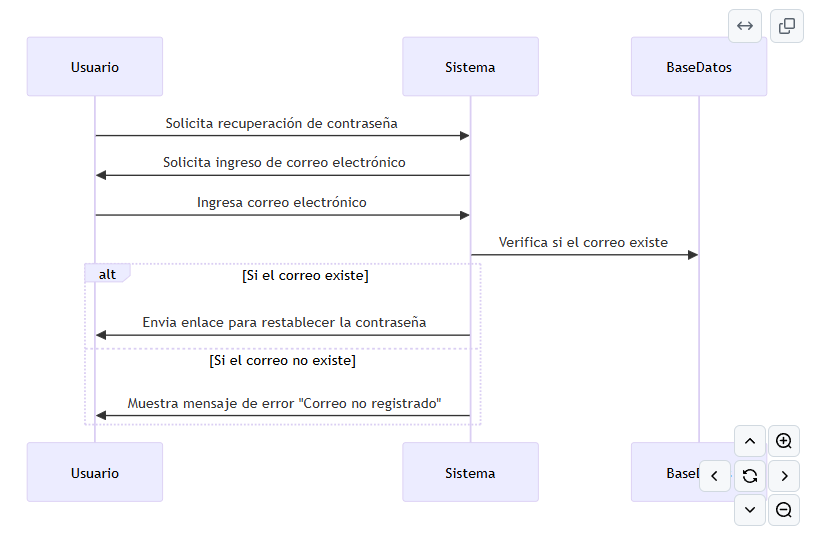 Usuario
Sistema
BaseDatos
Solicita recuperación de contraseña
Solicita ingreso de correo electrónico
Ingresa correo electrónico
Verifica si el correo existe
alt
[Si el correo existe]
Envia enlace para restablecer la contraseña
[Si el correo no existe]
Muestra mensaje de error "Correo no registrado"
Usuario
Sistema